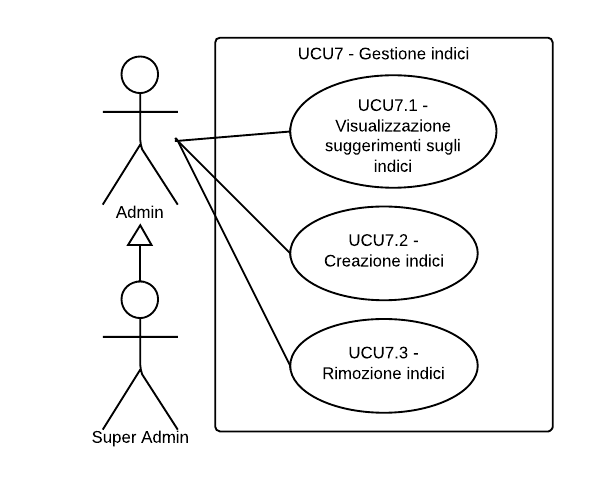 UCU7 - Gestione indici
UCU7.1 -
Visualizzazione
suggerimenti sugli
indici
Admin
UCU7.2 -
Creazione indici
UCU7.3 -
Rimozione indici
Super Admin